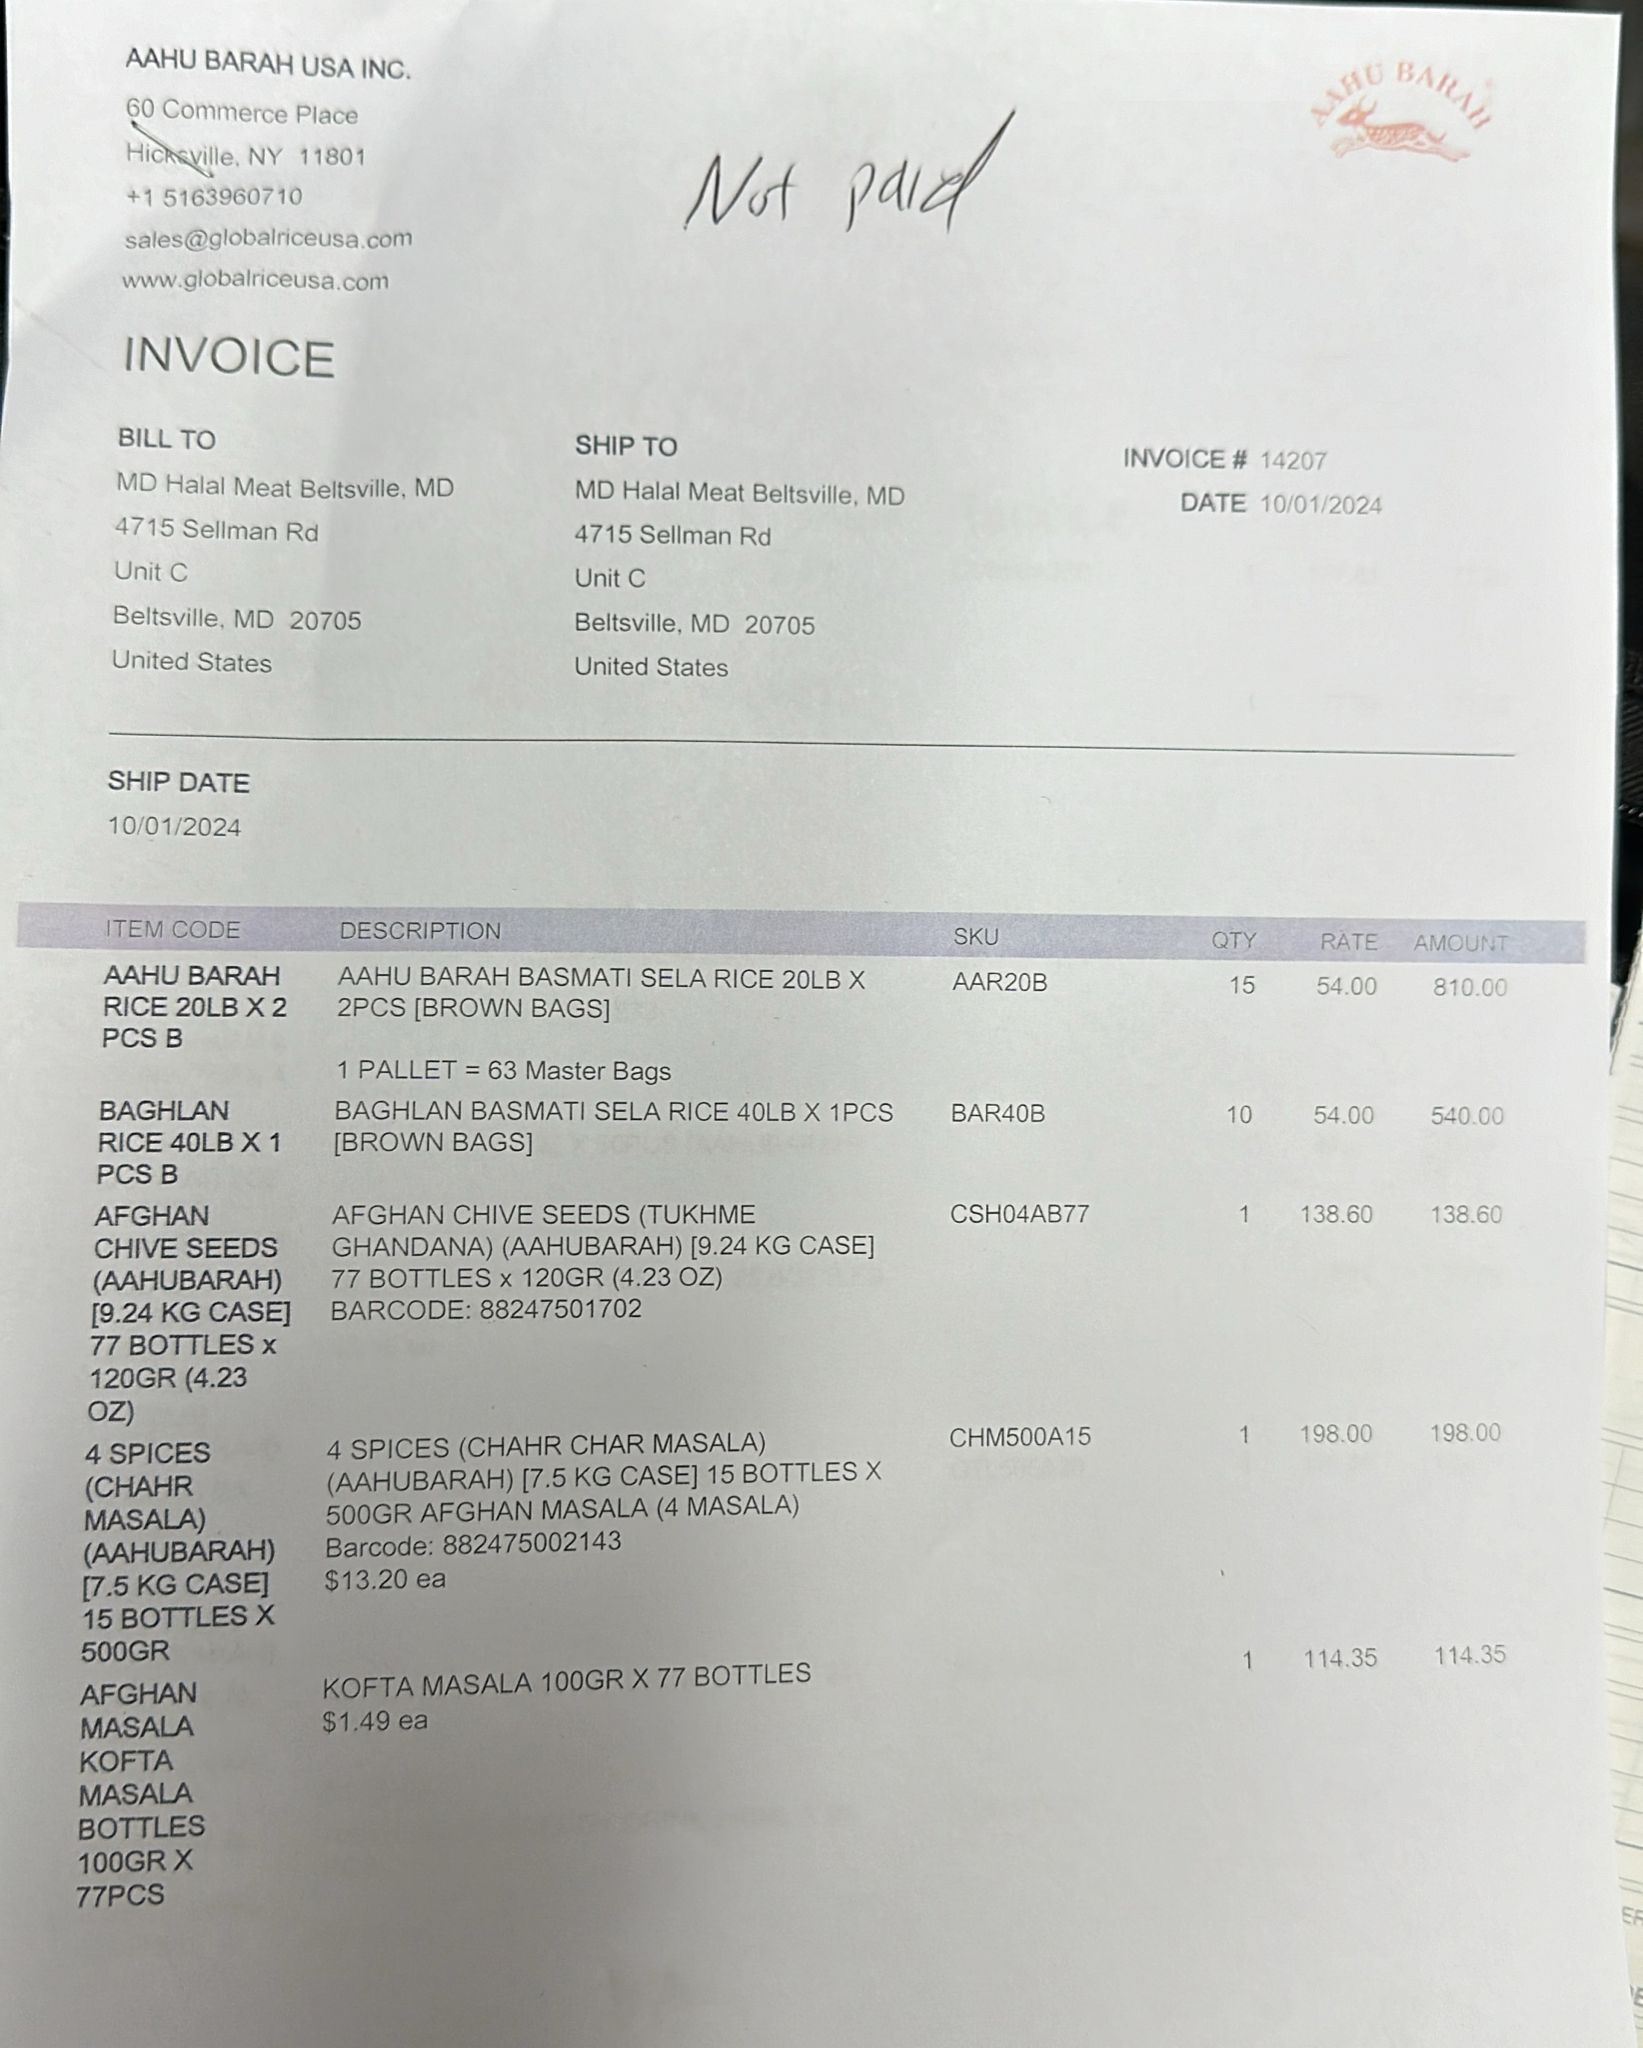 AAHU BARAH USA INC.
60 Commerce Place
Hicksville, NY 11801
+1 5163960710
sales@globalriceusa.com
www.globalriceusa.com
Not paid
AAHU BARAH
INVOICE
BILL TO
MD Halal Meat Beltsville, MD
4715 Sellman Rd
Unit C
Beltsville, MD 20705
United States
SHIP TO
MD Halal Meat Beltsville, MD
4715 Sellman Rd
Unit C
Beltsville, MD 20705
United States
INVOICE # 14207
DATE 10/01/2024
SHIP DATE
10/01/2024
ITEM CODE DESCRIPTION SKU QTY RATE AMOUNT
AAHU BARAH AAHU BARAH BASMATI SELA RICE 20LB X AAR20B 15 54.00 810.00
RICE 20LB X 2 2PCS [BROWN BAGS]
PCS B
1 PALLET = 63 Master Bags
BAGHLAN BAGHLAN BASMATI SELA RICE 40LB X 1PCS BAR40B 10 54.00 540.00
RICE 40LB X 1 [BROWN BAGS]
PCS B
AFGHAN AFGHAN CHIVE SEEDS (TUKHME CSH04AB77 1 138.60 138.60
CHIVE SEEDS GHANDANA) (AAHUBARAH) [9.24 KG CASE]
(AAHUBARAH) 77 BOTTLES x 120GR (4.23 OZ)
[9.24 KG CASE] BARCODE: 88247501702
77 BOTTLES x
120GR (4.23
OZ)
4 SPICES 4 SPICES (CHAHR CHAR MASALA) CHM500A15 1 198.00 198.00
(CHAHR (AAHUBARAH) [7.5 KG CASE] 15 BOTTLES X
MASALA) 500GR AFGHAN MASALA (4 MASALA)
(AAHUBARAH) Barcode: 882475002143
[7.5 KG CASE] $13.20 ea
15 BOTTLES X
500GR
AFGHAN KOFTA MASALA 100GR X 77 BOTTLES 1 114.35 114.35
MASALA $1.49 ea
KOFTA
MASALA
BOTTLES
100GR X
77PCS